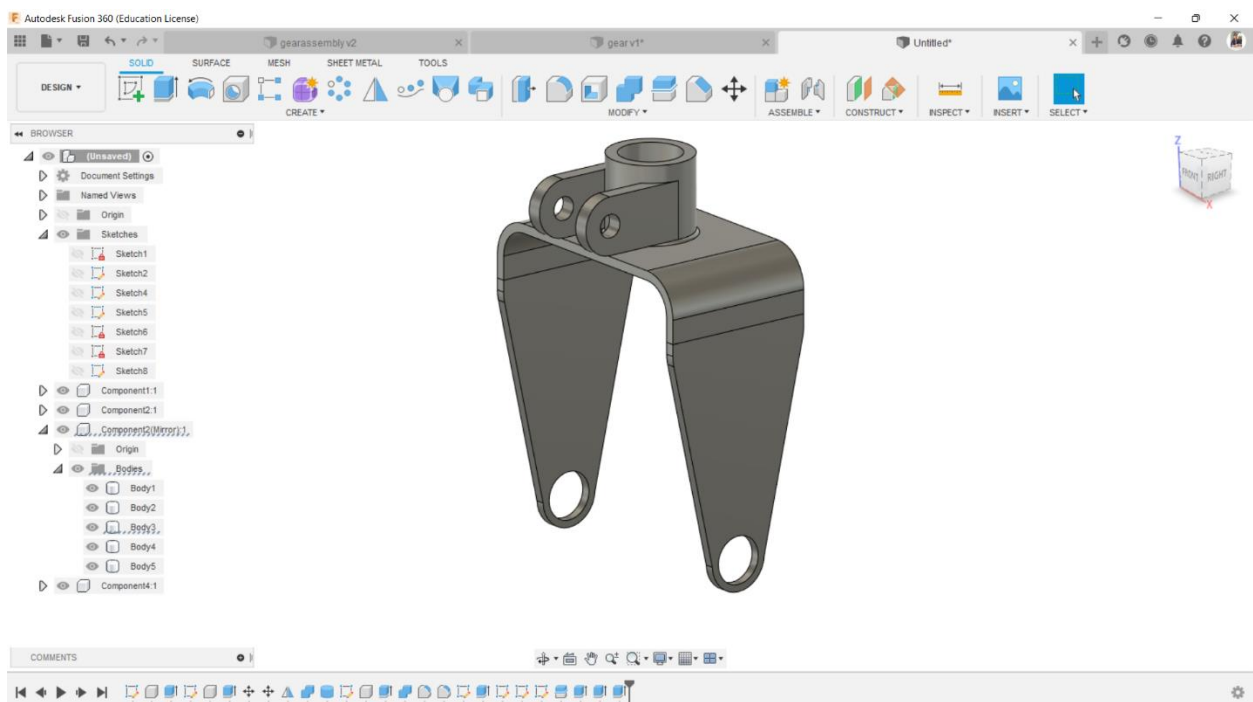 Autodesk Fusion 360 (Education License)
gearassembly v2
gear v1*
Untitled*
SOLID SURFACE MESH SHEET METAL TOOLS
DESIGN
CREATE MODIFY ASSEMBLE CONSTRUCT INSPECT INSERT SELECT
BROWSER
(Unsaved)
Document Settings
Named Views
Origin
Sketches
Sketch1
Sketch2
Sketch4
Sketch5
Sketch6
Sketch7
Sketch8
Component1:1
Component2:1
Component2(Mirror):1
Origin
Bodies
Body1
Body2
Body3
Body4
Body5
Component4:1
Z
FRONT RIGHT
X
COMMENTS